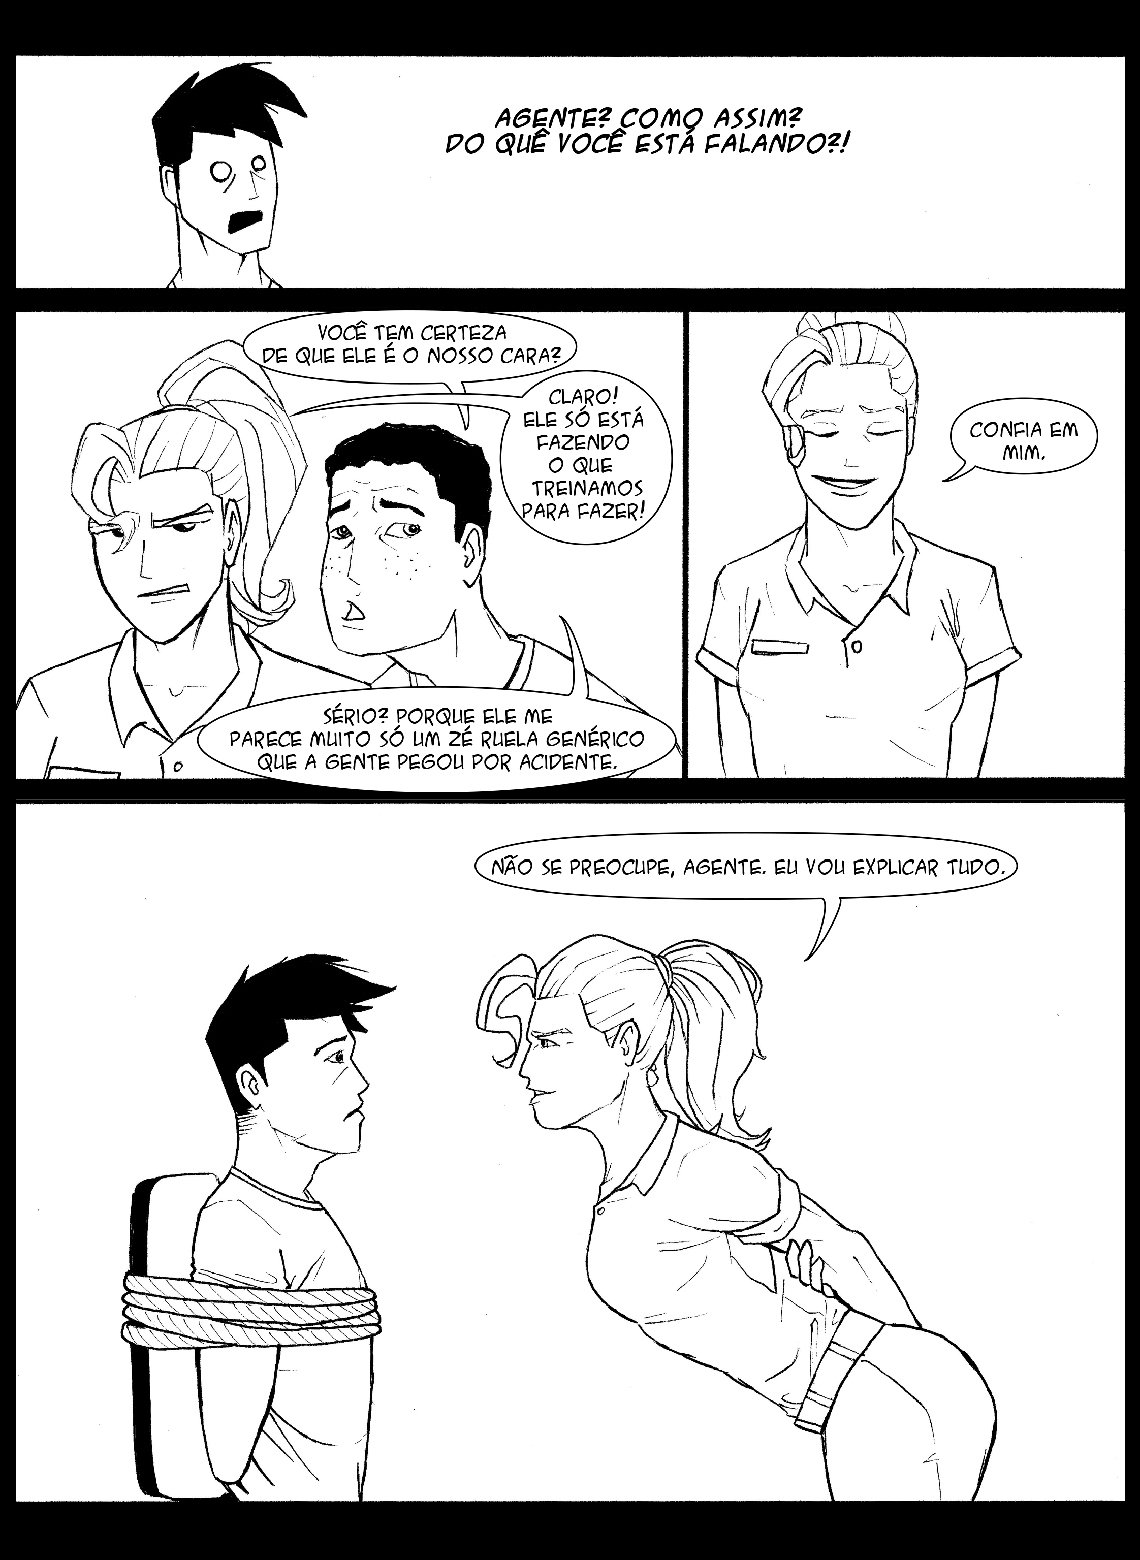 AGENTE? COMO ASSIM?
DO QUÊ VOCÊ ESTÁ FALANDO?!
VOCÊ TEM CERTEZA
DE QUE ELE É O NOSSO CARA?
CLARO!
ELE SÓ ESTÁ
FAZENDO
O QUE
TREINAMOS
PARA FAZER!
SÉRIO? PORQUE ELE ME
PARECE MUITO SÓ UM ZÉ RUELA GENÉRICO
QUE A GENTE PEGOU POR ACIDENTE.
CONFIA EM
MIM.
NÃO SE PREOCUPE, AGENTE. EU VOU EXPLICAR TUDO.